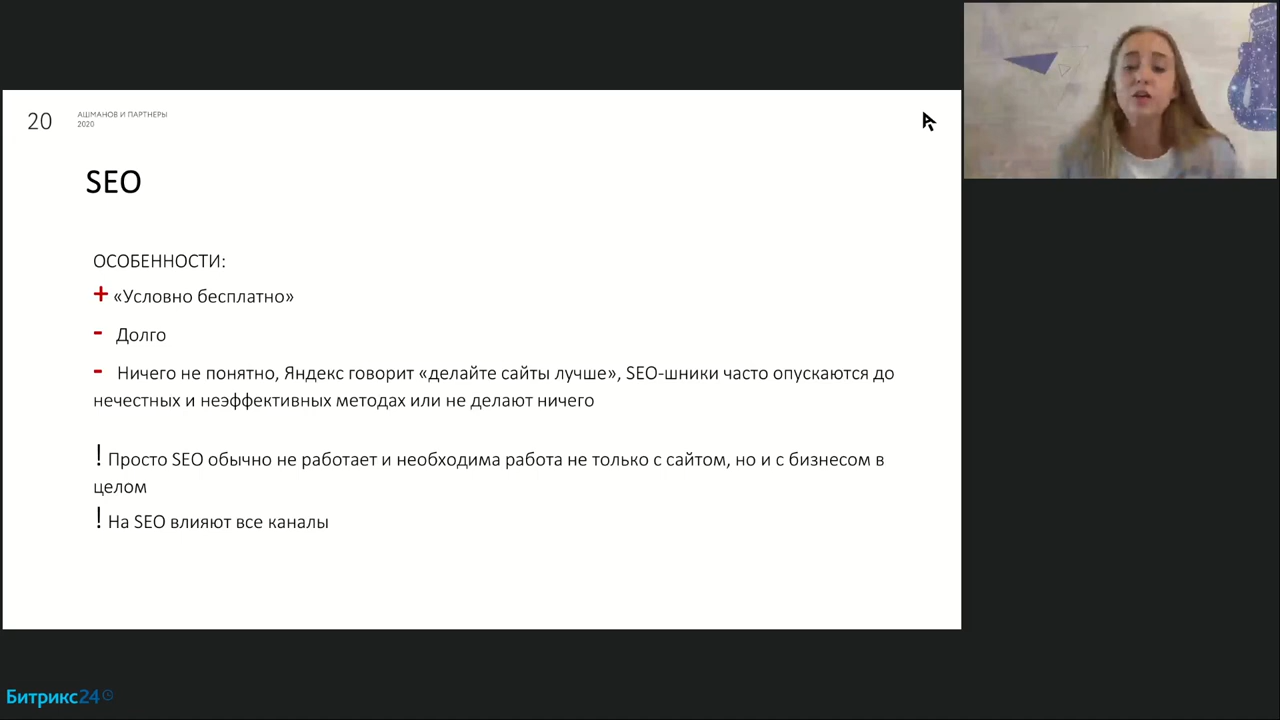 20
АШМАНОВ И ПАРТНЕРЫ
2020
SEO
ОСОБЕННОСТИ:
+ «Условно бесплатно»
- Долго
- Ничего не понятно, Яндекс говорит «делайте сайты лучше», SEO-шники часто опускаются до
нечестных и неэффективных методах или не делают ничего
! Просто SEO обычно не работает и необходима работа не только с сайтом, но и с бизнесом в
целом
! На SEO влияют все каналы
Битрикс24